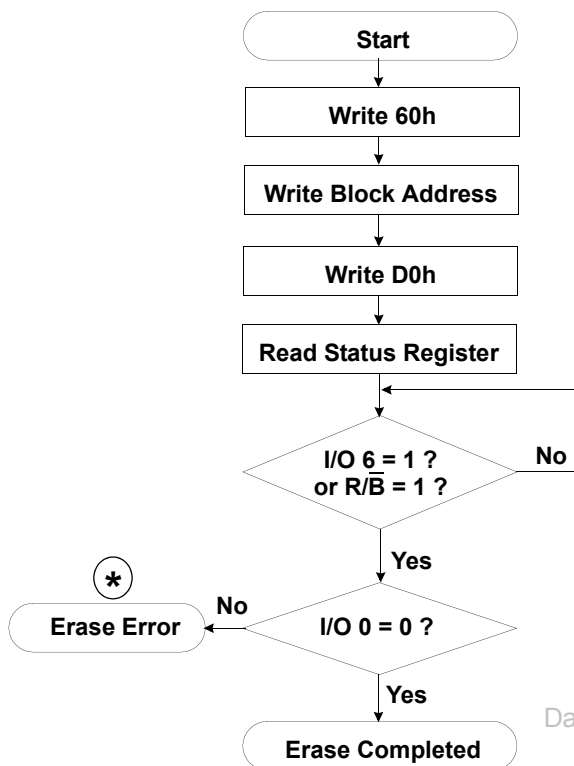 Start
Write 60h
Write Block Address
Write D0h
Read Status Register
I/O 6 = 1 ?
or R/B̅ = 1 ?
No
Yes
*
No
Erase Error
I/O 0 = 0 ?
Yes
Da
Erase Completed